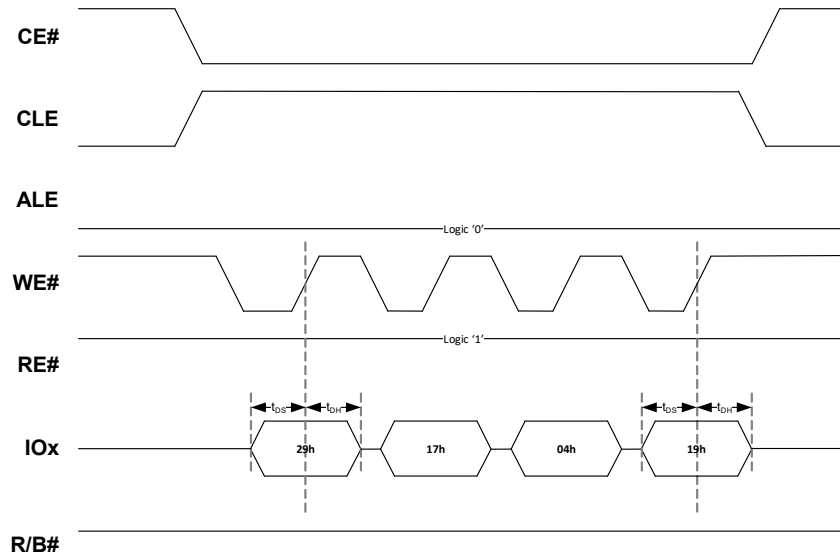 CE#
CLE
ALE
Logic ‘0’
WE#
Logic ‘1’
RE#
tDS tDH tDS tDH
IOx 29h 17h 04h 19h
R/B#